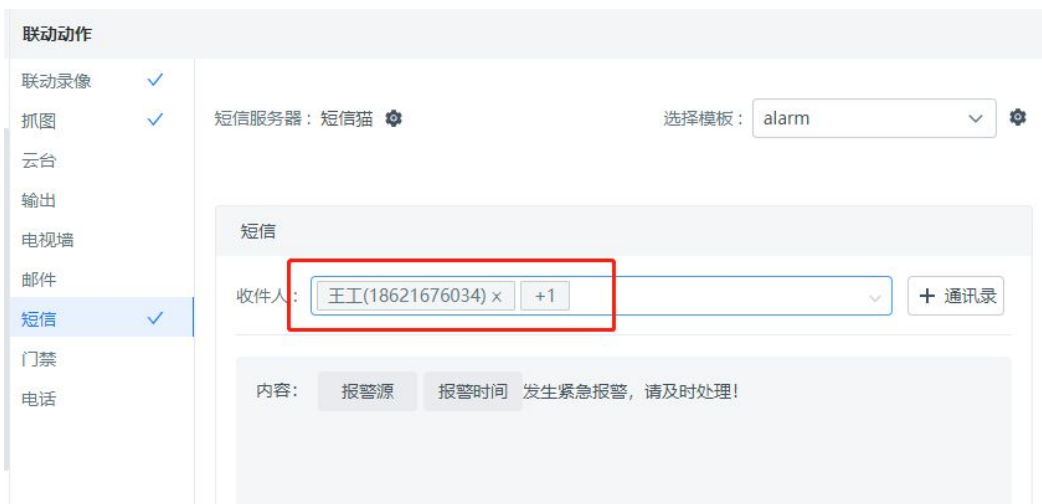 联动动作
联动录像
抓图
云台
输出
电视墙
邮件
短信
门禁
电话
短信服务器：短信猫
选择模板： alarm
短信
收件人： 王工(18621676034) × +1
+ 通讯录
内容： 报警源 报警时间 发生紧急报警，请及时处理！